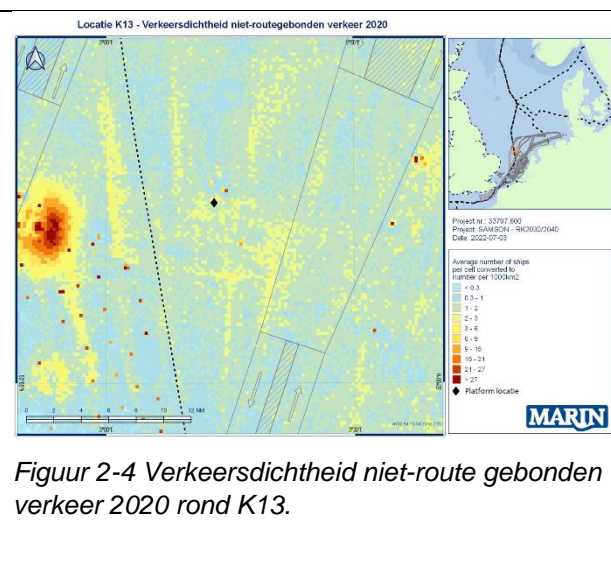 Locatie K13 - Verkeersdichtheid niet-routegebonden verkeer 2020
0 2 4 6 8 10 12 NM
Project nr.: 33797.600
Project: SAMSON - RK2030/2040
Date: 2022-07-03
Average number of ships
per cell converted to
number per 1000km2
< 0.3
0.3 - 1
1 - 2
2 - 3
3 - 6
6 - 9
9 - 15
15 - 21
21 - 27
> 27
Platform locatie
MARIN
Figuur 2-4 Verkeersdichtheid niet-route gebonden
verkeer 2020 rond K13.